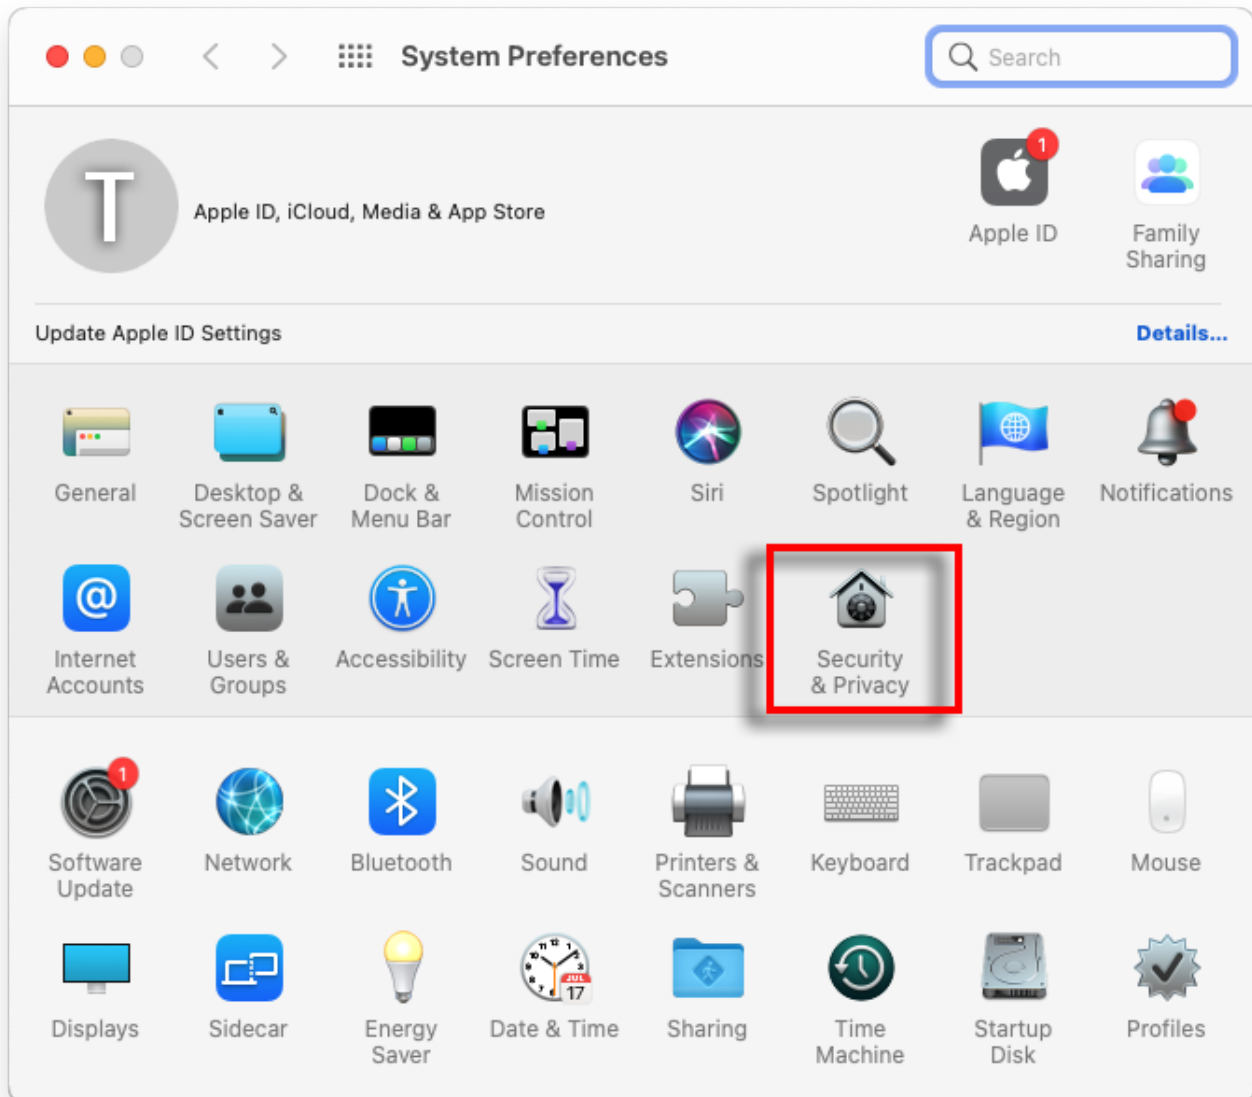 System Preferences
Search
T
Apple ID, iCloud, Media & App Store
1
Apple ID
Family
Sharing
Update Apple ID Settings
Details...
General
Desktop &
Screen Saver
Dock &
Menu Bar
Mission
Control
Siri
Spotlight
Language
& Region
Notifications
@
Internet
Accounts
Users &
Groups
Accessibility
Screen Time
Extensions
Security
& Privacy
1
Software
Update
Network
Bluetooth
Sound
Printers &
Scanners
Keyboard
Trackpad
Mouse
Displays
Sidecar
Energy
Saver
JUL
17
Date & Time
Sharing
Time
Machine
Startup
Disk
Profiles